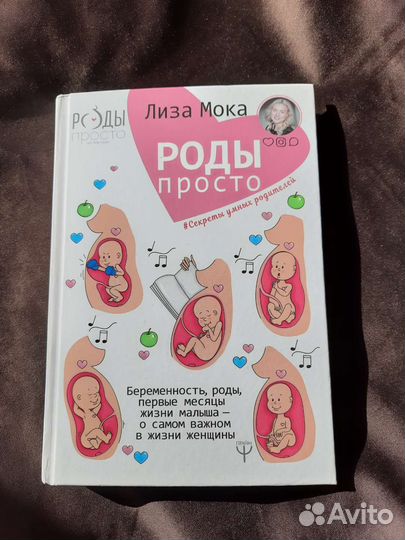 РОДЫ
просто
Лиза Мока
РОДЫ
просто
#Секреты умных родителей
Беременность, роды,
первые месяцы
жизни малыша –
о самом важном
в жизни женщины
Avito